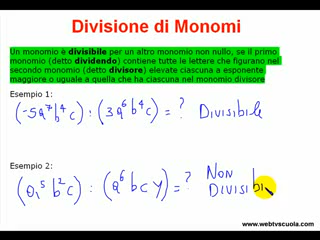 Divisione di Monomi
Un monomio è divisibile per un altro monomio non nullo, se il primo
monomio (detto dividendo) contiene tutte le lettere che figurano nel
secondo monomio (detto divisore) elevate ciascuna a esponente
maggiore o uguale a quella che ha ciascuna nel monomio divisore
Esempio 1:
(-5a⁷b⁴c) : (3a⁶b⁴c) = ? Divisibile
Esempio 2:
(a⁵b²c) : (a⁶bcy) = ? NON
DIVISIBI
www.webtvscuola.com